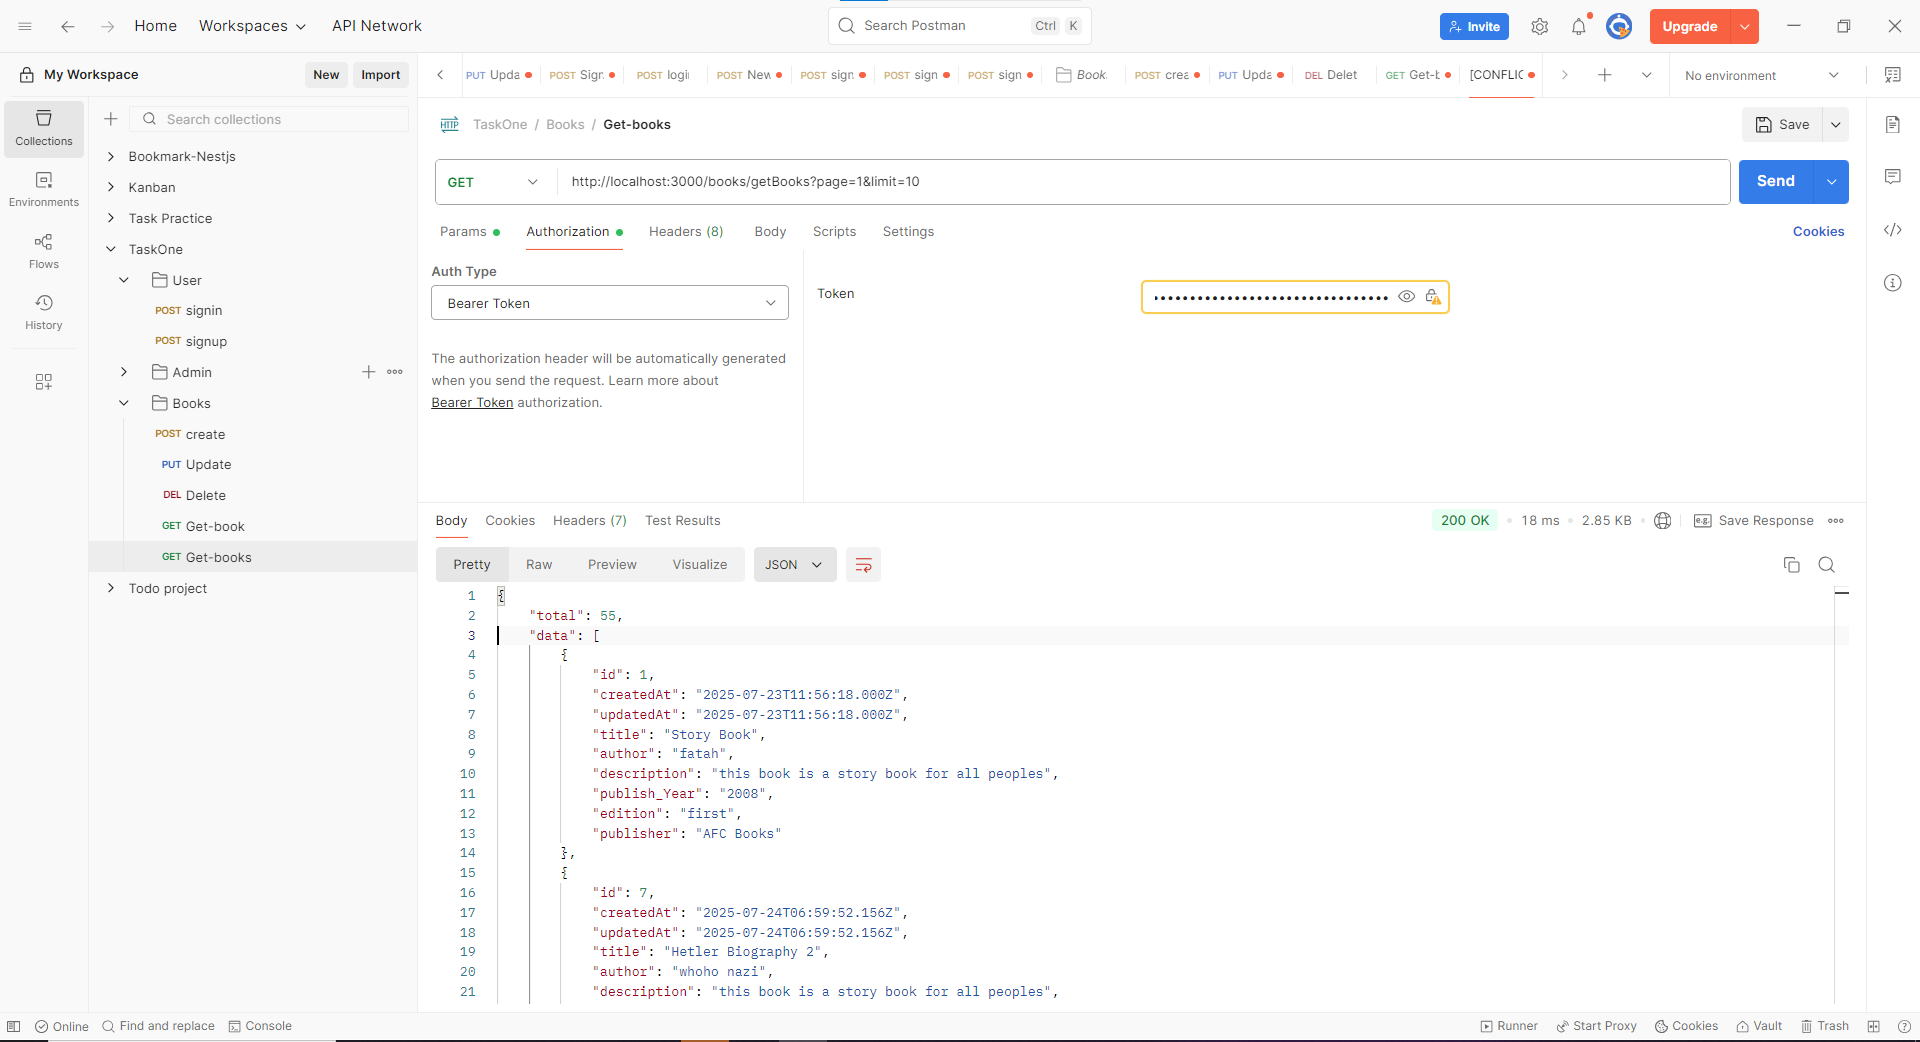 Home Workspaces API Network Search Postman Ctrl K Invite Upgrade
My Workspace New Import PUT Upda POST Sign POST logi POST New POST sign POST sign POST sign Book POST crea PUT Upda DEL Delet GET Get-b [CONFLIC No environment
Collections
Environments
Flows
History
Search collections
Bookmark-Nestjs
Kanban
Task Practice
TaskOne
User
POST signin
POST signup
Admin
Books
POST create
PUT Update
DEL Delete
GET Get-book
GET Get-books
Todo project
HTTP TaskOne / Books / Get-books Save
GET http://localhost:3000/books/getBooks?page=1&limit=10 Send
Params Authorization Headers (8) Body Scripts Settings Cookies
Auth Type
Bearer Token
The authorization header will be automatically generated
when you send the request. Learn more about
Bearer Token authorization.
Token ••••••••••••••••••••••••••••••••••
Body Cookies Headers (7) Test Results 200 OK 18 ms 2.85 KB e.g. Save Response
Pretty Raw Preview Visualize JSON
1 {
2 "total": 55,
3 "data": [
4 {
5 "id": 1,
6 "createdAt": "2025-07-23T11:56:18.000Z",
7 "updatedAt": "2025-07-23T11:56:18.000Z",
8 "title": "Story Book",
9 "author": "fatah",
10 "description": "this book is a story book for all peoples",
11 "publish_Year": "2008",
12 "edition": "first",
13 "publisher": "AFC Books"
14 },
15 {
16 "id": 7,
17 "createdAt": "2025-07-24T06:59:52.156Z",
18 "updatedAt": "2025-07-24T06:59:52.156Z",
19 "title": "Hetler Biography 2",
20 "author": "whoho nazi",
21 "description": "this book is a story book for all peoples",
Online Find and replace Console Runner Start Proxy Cookies Vault Trash